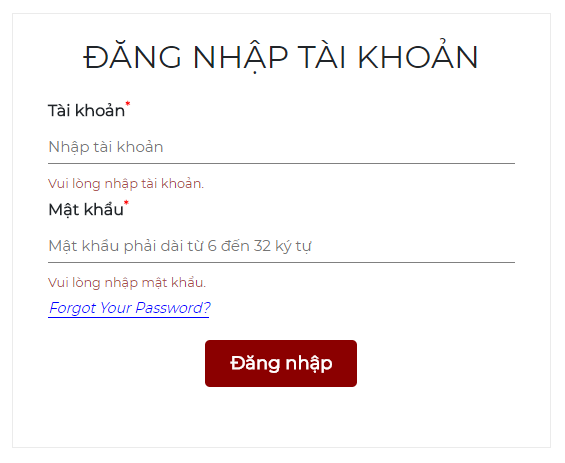 ĐĂNG NHẬP TÀI KHOẢN
Tài khoản*
Nhập tài khoản
Vui lòng nhập tài khoản.
Mật khẩu*
Mật khẩu phải dài từ 6 đến 32 ký tự
Vui lòng nhập mật khẩu.
Forgot Your Password?
Đăng nhập